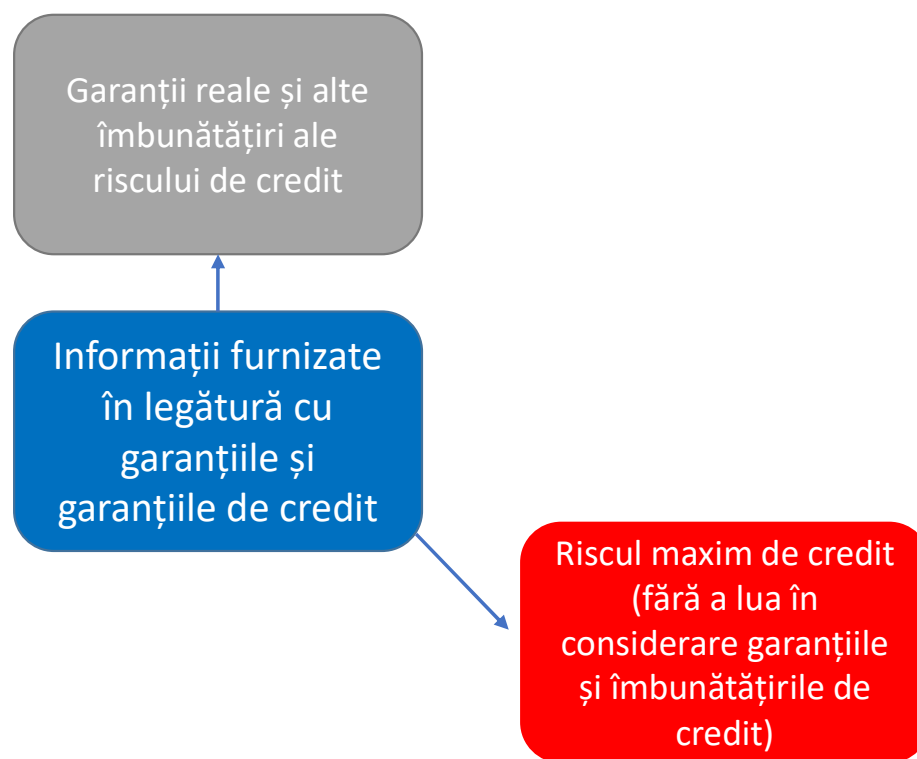 Garanții reale și alte
îmbunătățiri ale
riscului de credit
Informații furnizate
în legătură cu
garanțiile și
garanțiile de credit
Riscul maxim de credit
(fără a lua în
considerare garanțiile
și îmbunătățirile de
credit)